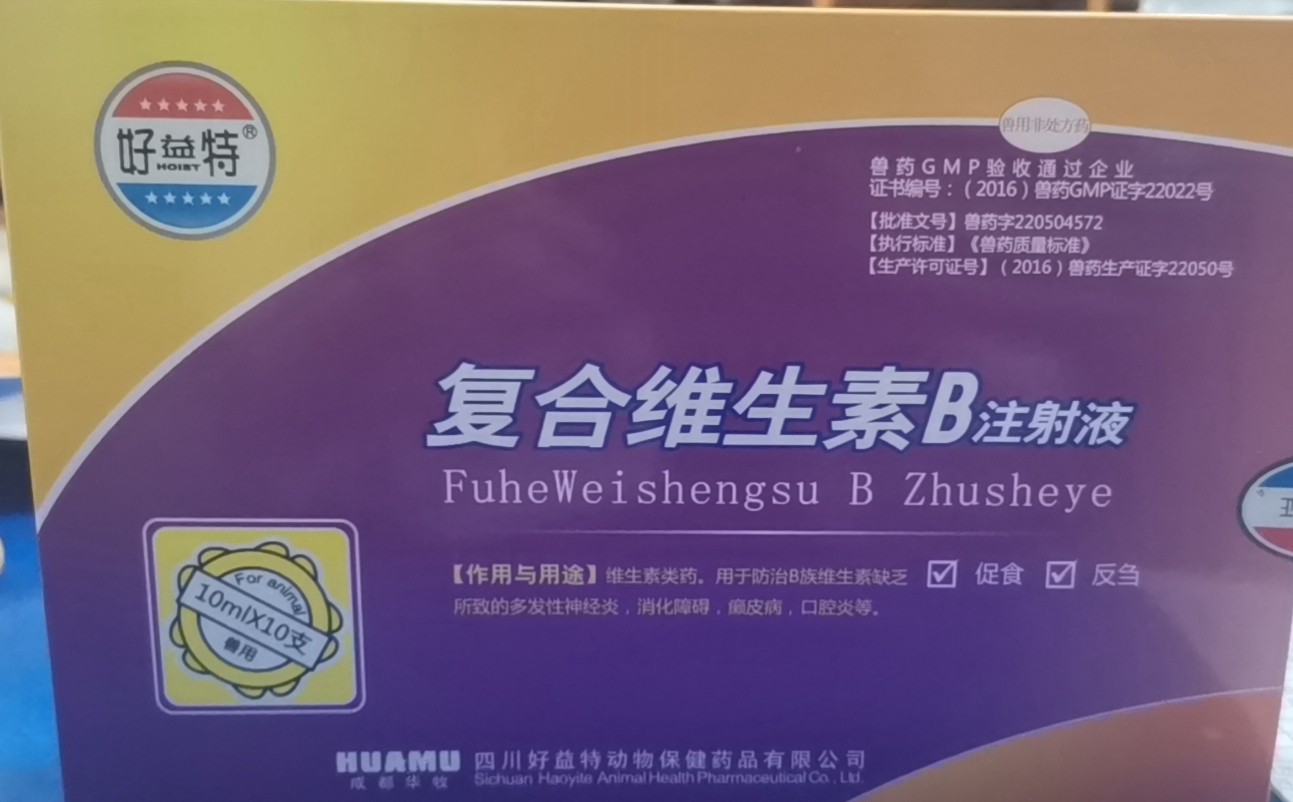 好益特®
HOIST
兽用非处方药
兽药GMP验收通过企业
证书编号：（2016）兽药GMP证字22022号
【批准文号】兽药字220504572
【执行标准】《兽药质量标准》
【生产许可证号】（2016）兽药生产证字22050号
复合维生素B注射液
FuheWeishengsu B Zhusheye
【作用与用途】维生素类药。用于防治B族维生素缺乏
所致的多发性神经炎，消化障碍，癞皮病，口腔炎等。
☑ 促食 ☑ 反刍
For animal
10mlX10支
兽用
HUAMU 四川好益特动物保健药品有限公司
成都华牧 Sichuan Haoyite Animal Health Pharmaceutical Co., Ltd.